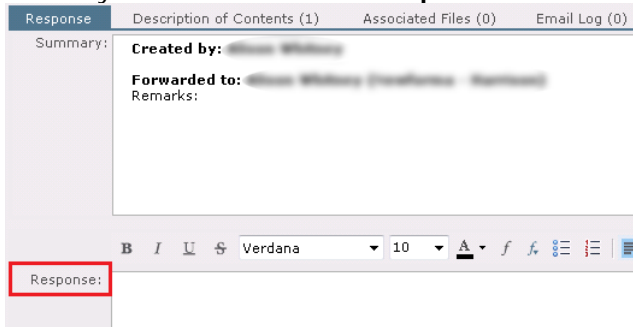 Response Description of Contents (1) Associated Files (0) Email Log (0)
Summary:
Created by:
Forwarded to:
Remarks:
B I U S Verdana 10 A f f
Response: